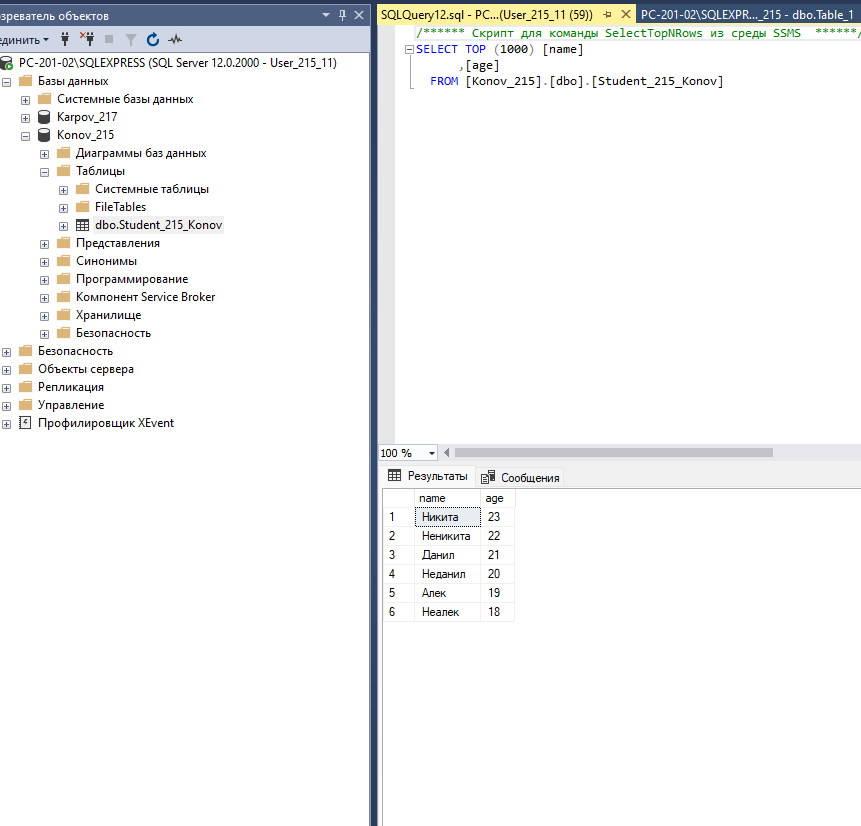 зреватель объектов
единить
PC-201-02\SQLEXPRESS (SQL Server 12.0.2000 - User_215_11)
Базы данных
Системные базы данных
Karpov_217
Konov_215
Диаграммы баз данных
Таблицы
Системные таблицы
FileTables
dbo.Student_215_Konov
Представления
Синонимы
Программирование
Компонент Service Broker
Хранилище
Безопасность
Безопасность
Объекты сервера
Репликация
Управление
Профилировщик XEvent
SQLQuery12.sql - PC...(User_215_11 (59))
PC-201-02\SQLEXPR..._215 - dbo.Table_1
/****** Скрипт для команды SelectTopNRows из среды SSMS ******/
SELECT TOP (1000) [name]
,[age]
FROM [Konov_215].[dbo].[Student_215_Konov]
100 %
Результаты
Сообщения
name age
1 Никита 23
2 Неникита 22
3 Данил 21
4 Неданил 20
5 Алек 19
6 Неалек 18